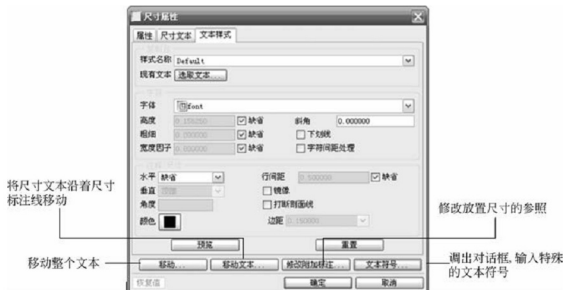 尺寸属性
属性 尺寸文本 文本样式
样式名称 Default
现有文本 选取文本...
字体 font
高度 缺省 斜角 0.000000
粗细 缺省 下划线
宽度因子 缺省 字符间距处理
水平 缺省 行间距 缺省
垂直 镜像
角度 打断剖面线
颜色 边距
将尺寸文本沿着尺寸
标注线移动
修改放置尺寸的参照
预览 重置
移动整个文本
移动... 移动文本... 修改附加标注... 文本符号...
调出对话框,输入特殊
的文本符号
恢复值 确定 取消